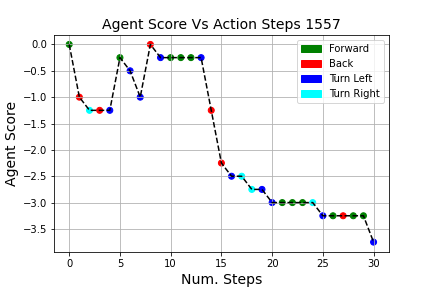 Agent Score Vs Action Steps 1557
Agent Score
0.0
−0.5
−1.0
−1.5
−2.0
−2.5
−3.0
−3.5
Forward
Back
Turn Left
Turn Right
0 5 10 15 20 25 30
Num. Steps